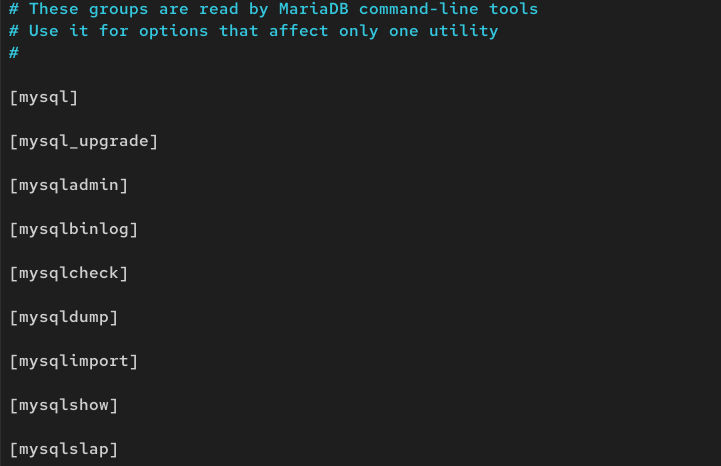 # These groups are read by MariaDB command-line tools
# Use it for options that affect only one utility
#
[mysql]
[mysql_upgrade]
[mysqladmin]
[mysqlbinlog]
[mysqlcheck]
[mysqldump]
[mysqlimport]
[mysqlshow]
[mysqlslap]